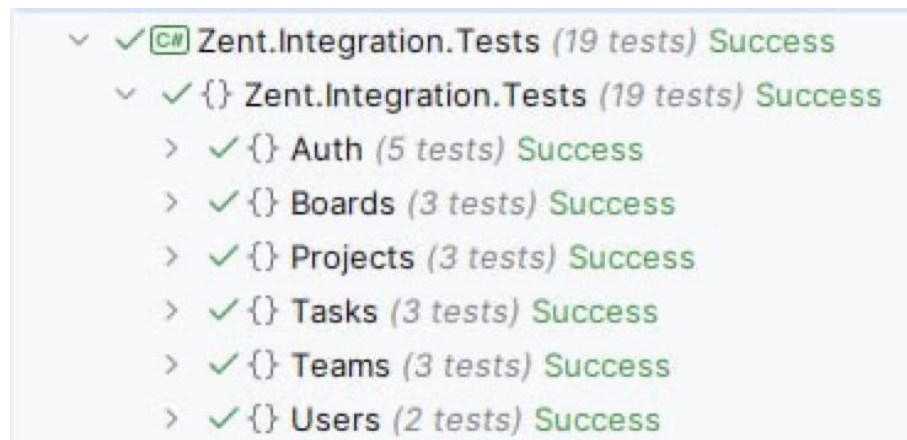 C# Zent.Integration.Tests (19 tests) Success
{} Zent.Integration.Tests (19 tests) Success
{} Auth (5 tests) Success
{} Boards (3 tests) Success
{} Projects (3 tests) Success
{} Tasks (3 tests) Success
{} Teams (3 tests) Success
{} Users (2 tests) Success